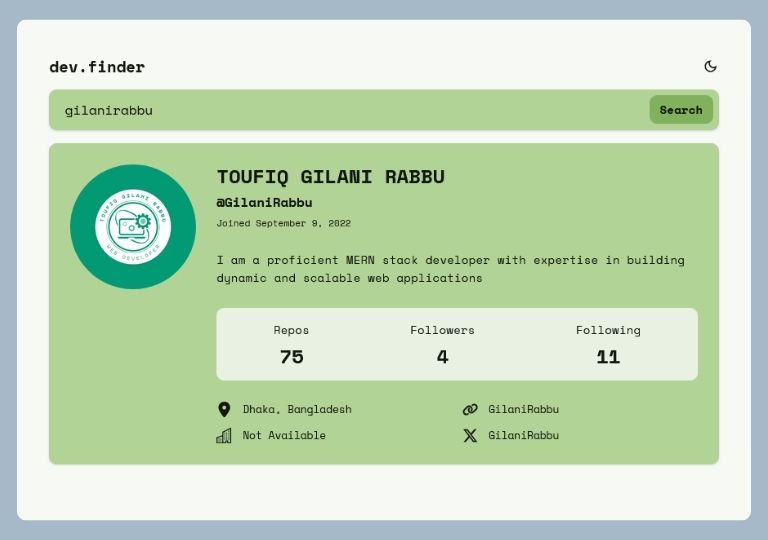 dev.finder
gilanirabbu
Search
TOUFIQ GILANI RABBU
WEB DEVELOPER
TOUFIQ GILANI RABBU
@GilaniRabbu
Joined September 9, 2022
I am a proficient MERN stack developer with expertise in building
dynamic and scalable web applications
Repos Followers Following
75 4 11
Dhaka, Bangladesh GilaniRabbu
Not Available GilaniRabbu